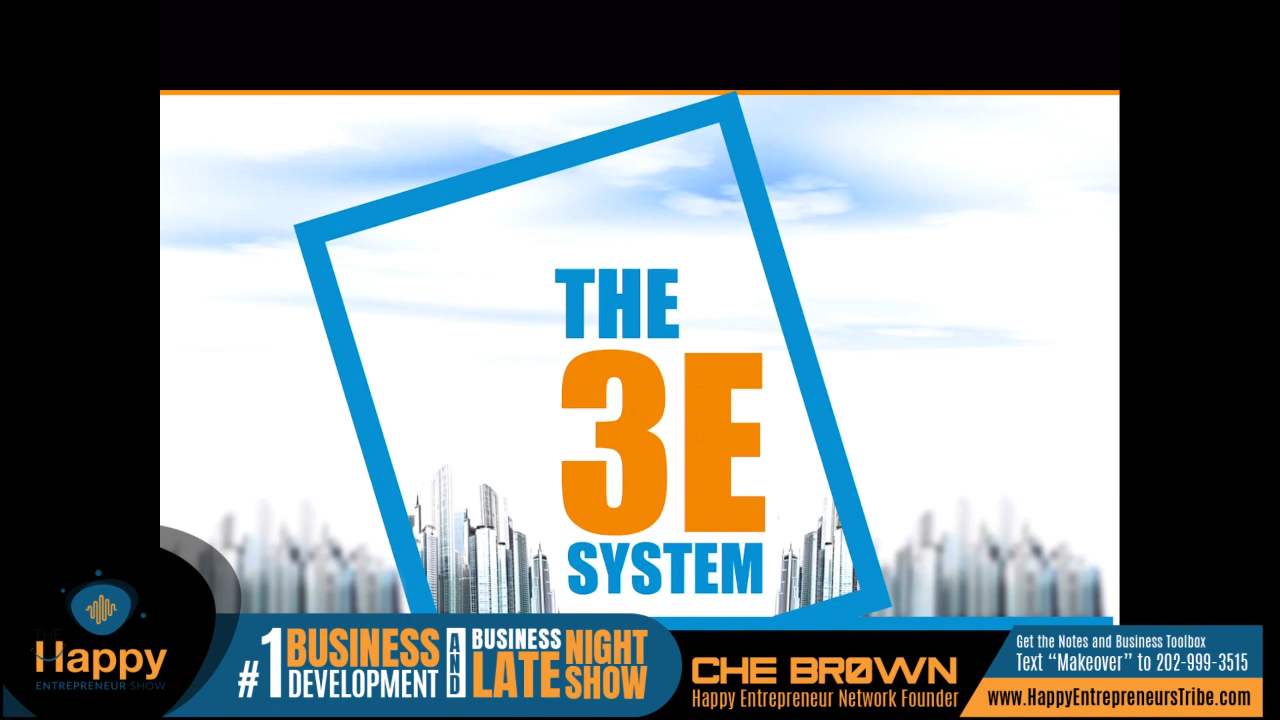 THE
3E
SYSTEM
THE
Happy
ENTREPRENEUR SHOW
#1 BUSINESS DEVELOPMENT AND BUSINESS LATE NIGHT SHOW
CHE BRØWN
Happy Entrepreneur Network Founder
Get the Notes and Business Toolbox
Text “Makeover” to 202-999-3515
www.HappyEntrepreneursTribe.com